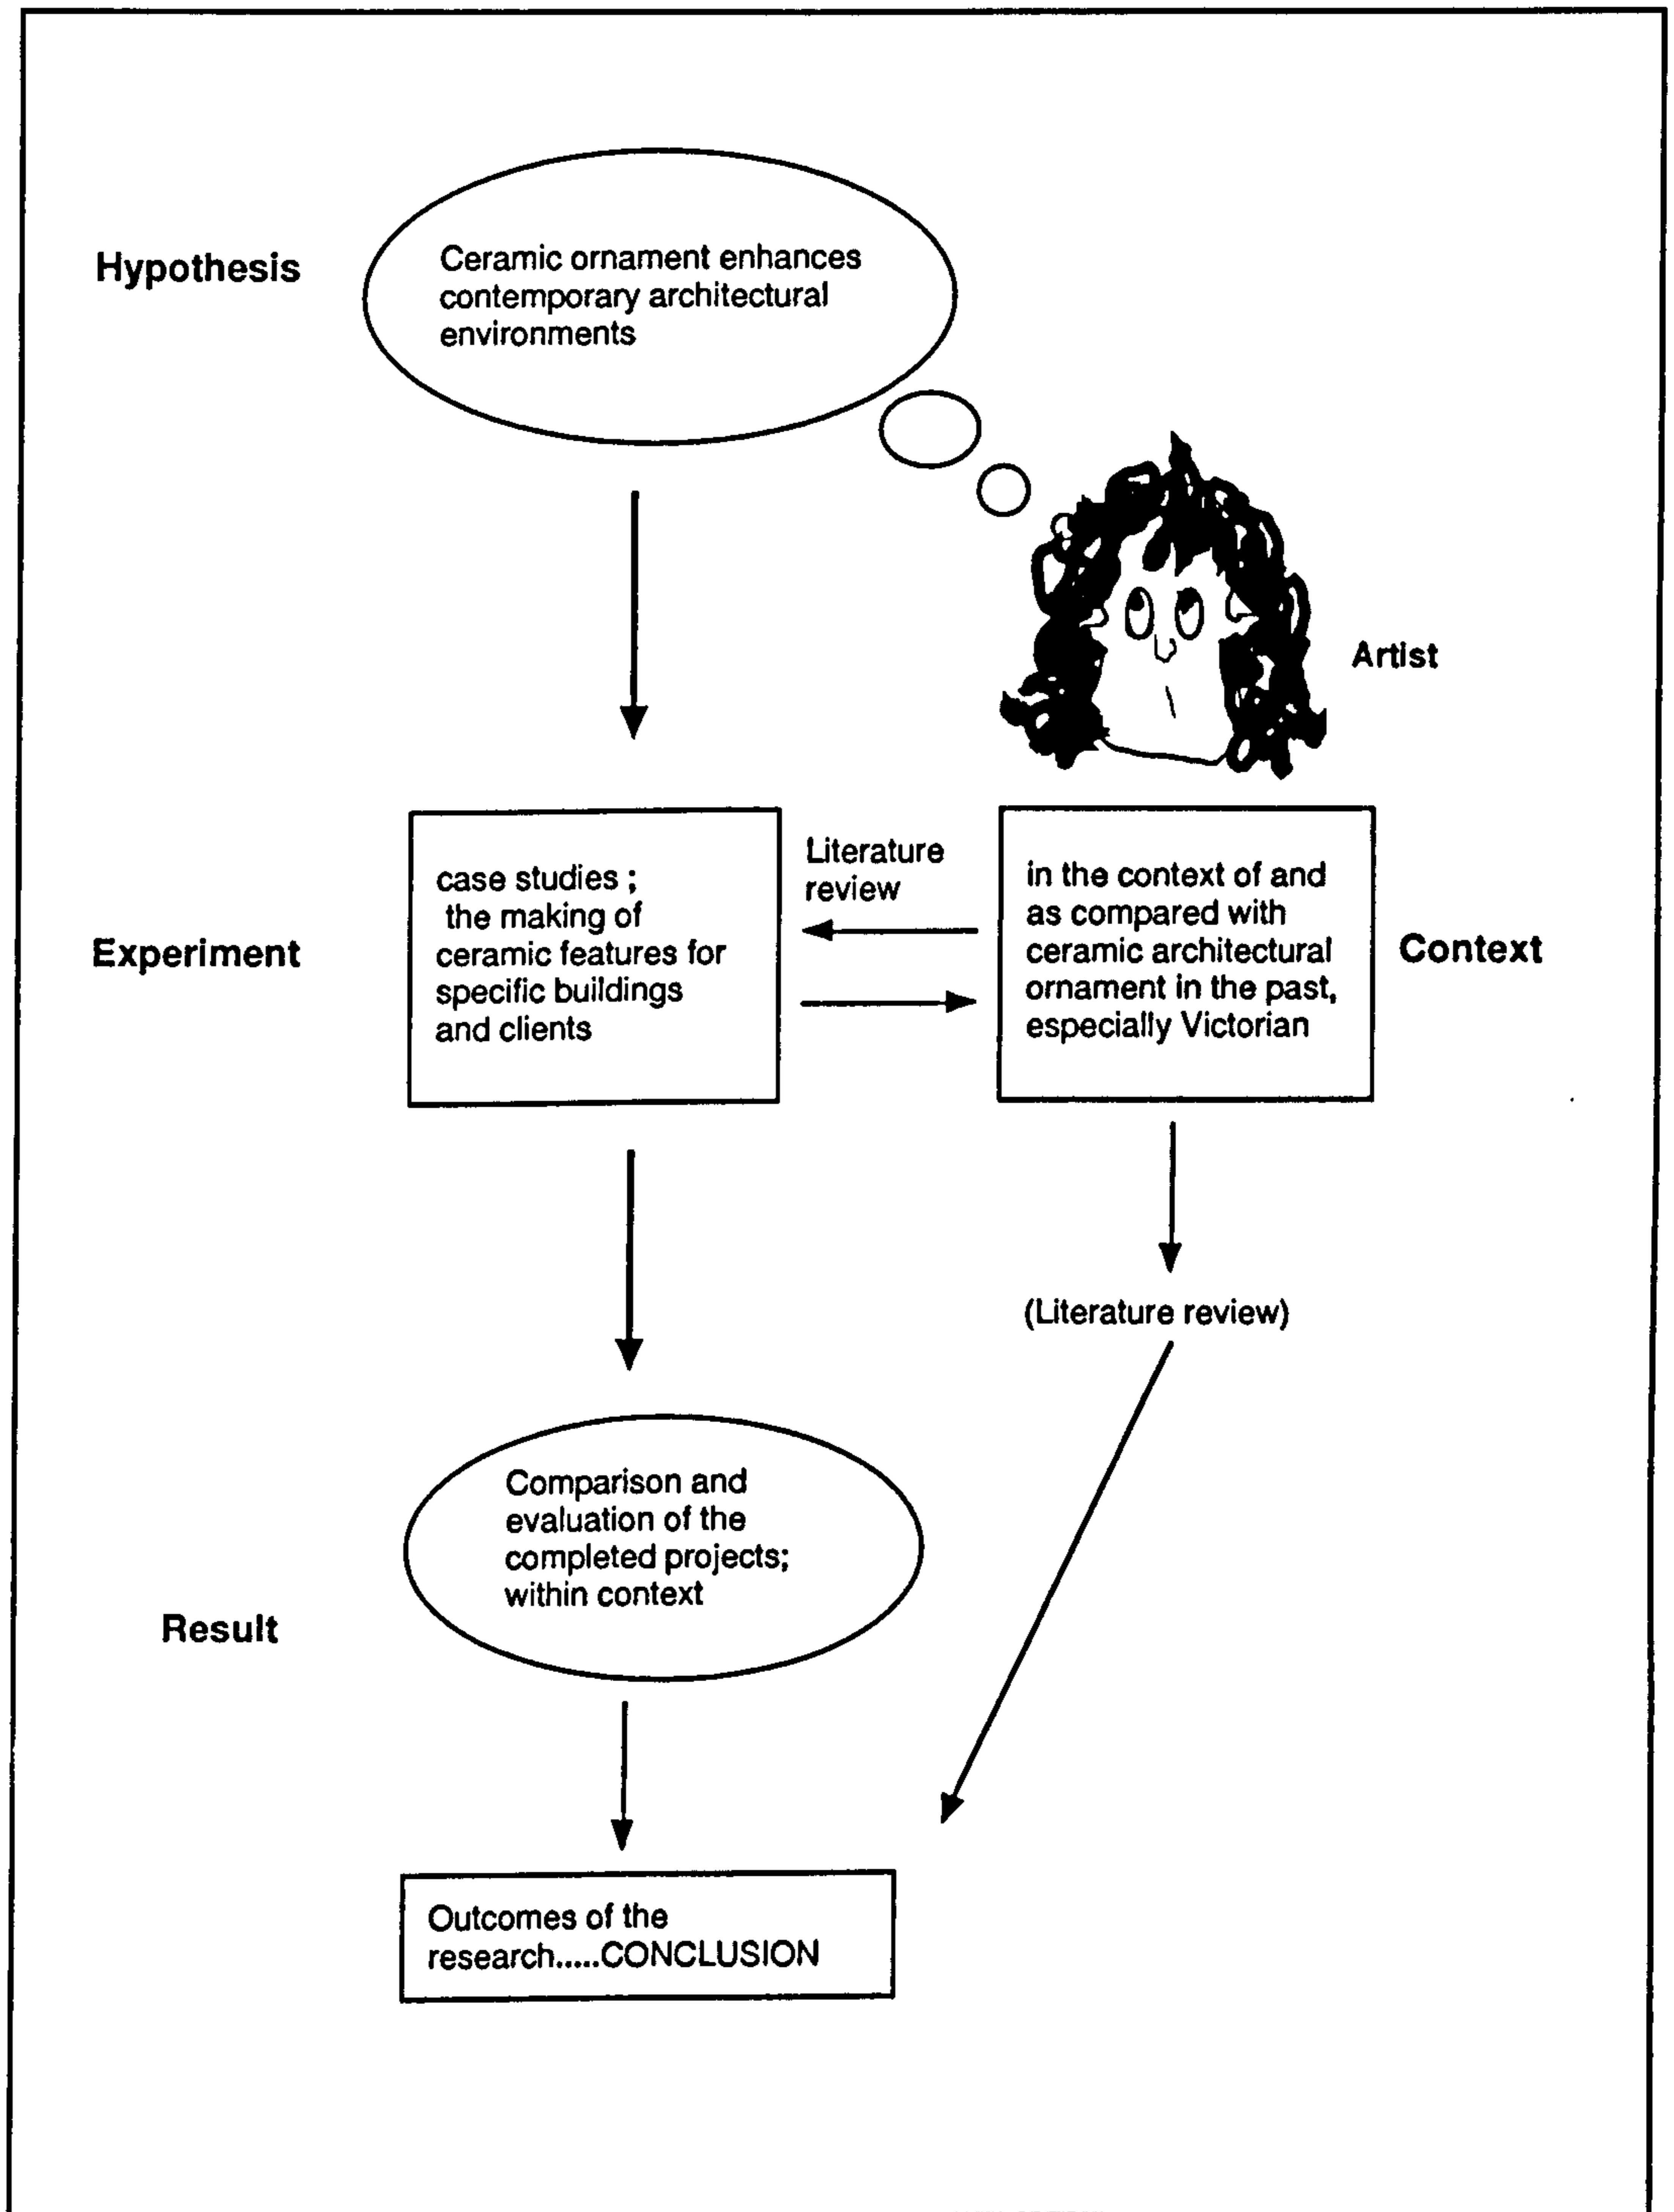 Hypothesis
Ceramic ornament enhances
contemporary architectural
environments
Artist
Experiment
case studies ;
the making of
ceramic features for
specific buildings
and clients
Literature
review
in the context of and
as compared with
ceramic architectural
ornament in the past,
especially Victorian
Context
(Literature review)
Result
Comparison and
evaluation of the
completed projects;
within context
Outcomes of the
research.....CONCLUSION